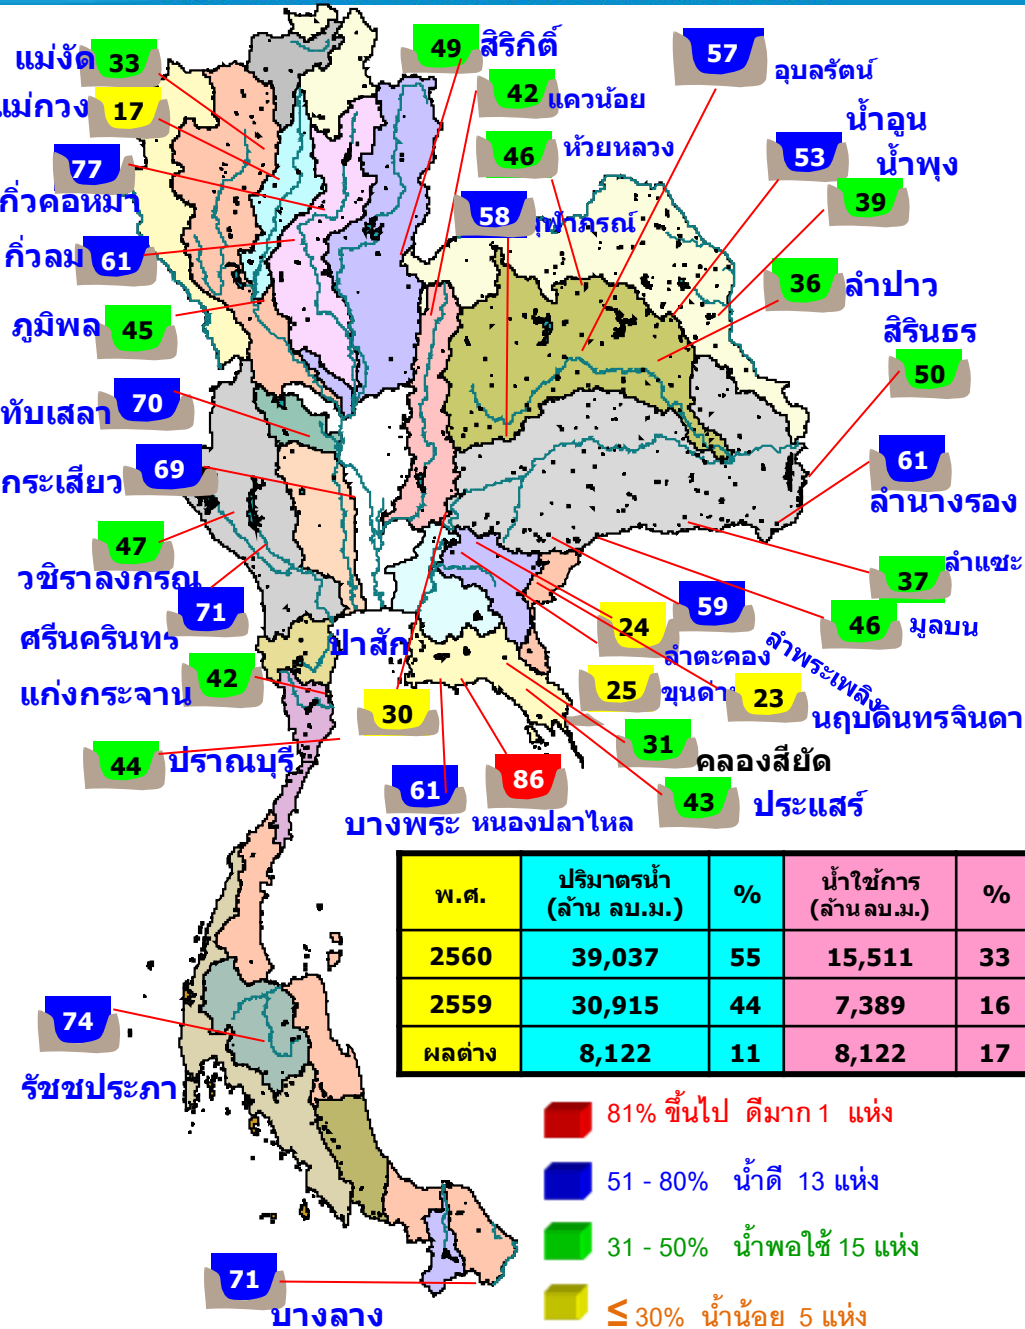 แม่งัด 33
แม่กวง 17
77
กิ่วคอหมา
กิ่วลม 61
ภูมิพล 45
ทับเสลา 70
กระเสียว 69
47
วชิราลงกรณ
71
ศรีนครินทร
แก่งกระจาน 42
44 ปราณบุรี
49 สิริกิติ์
42 แควน้อย
46 ห้วยหลวง
58 จุฬาภรณ์
57 อุบลรัตน์
น้ำอูน
53 น้ำพุง
39
36 ลำปาว
สิรินธร
50
61
ลำนางรอง
37 ลำแซะ
46 มูลบน
59
ลำพระเพลิง
24
ลำตะคอง
25 ขุนด่าน
23 นฤบดินทรจินดา
ป่าสัก
30
31 คลองสียัด
43 ประแสร์
61
บางพระ
86
หนองปลาไหล
พ.ศ. ปริมาตรน้ำ (ล้าน ลบ.ม.) % น้ำใช้การ (ล้าน ลบ.ม.) %
2560 39,037 55 15,511 33
2559 30,915 44 7,389 16
ผลต่าง 8,122 11 8,122 17
74
รัชชประภา
71
บางลาง
81% ขึ้นไป ดีมาก 1 แห่ง
51 - 80% น้ำดี 13 แห่ง
31 - 50% น้ำพอใช้ 15 แห่ง
≤ 30% น้ำน้อย 5 แห่ง